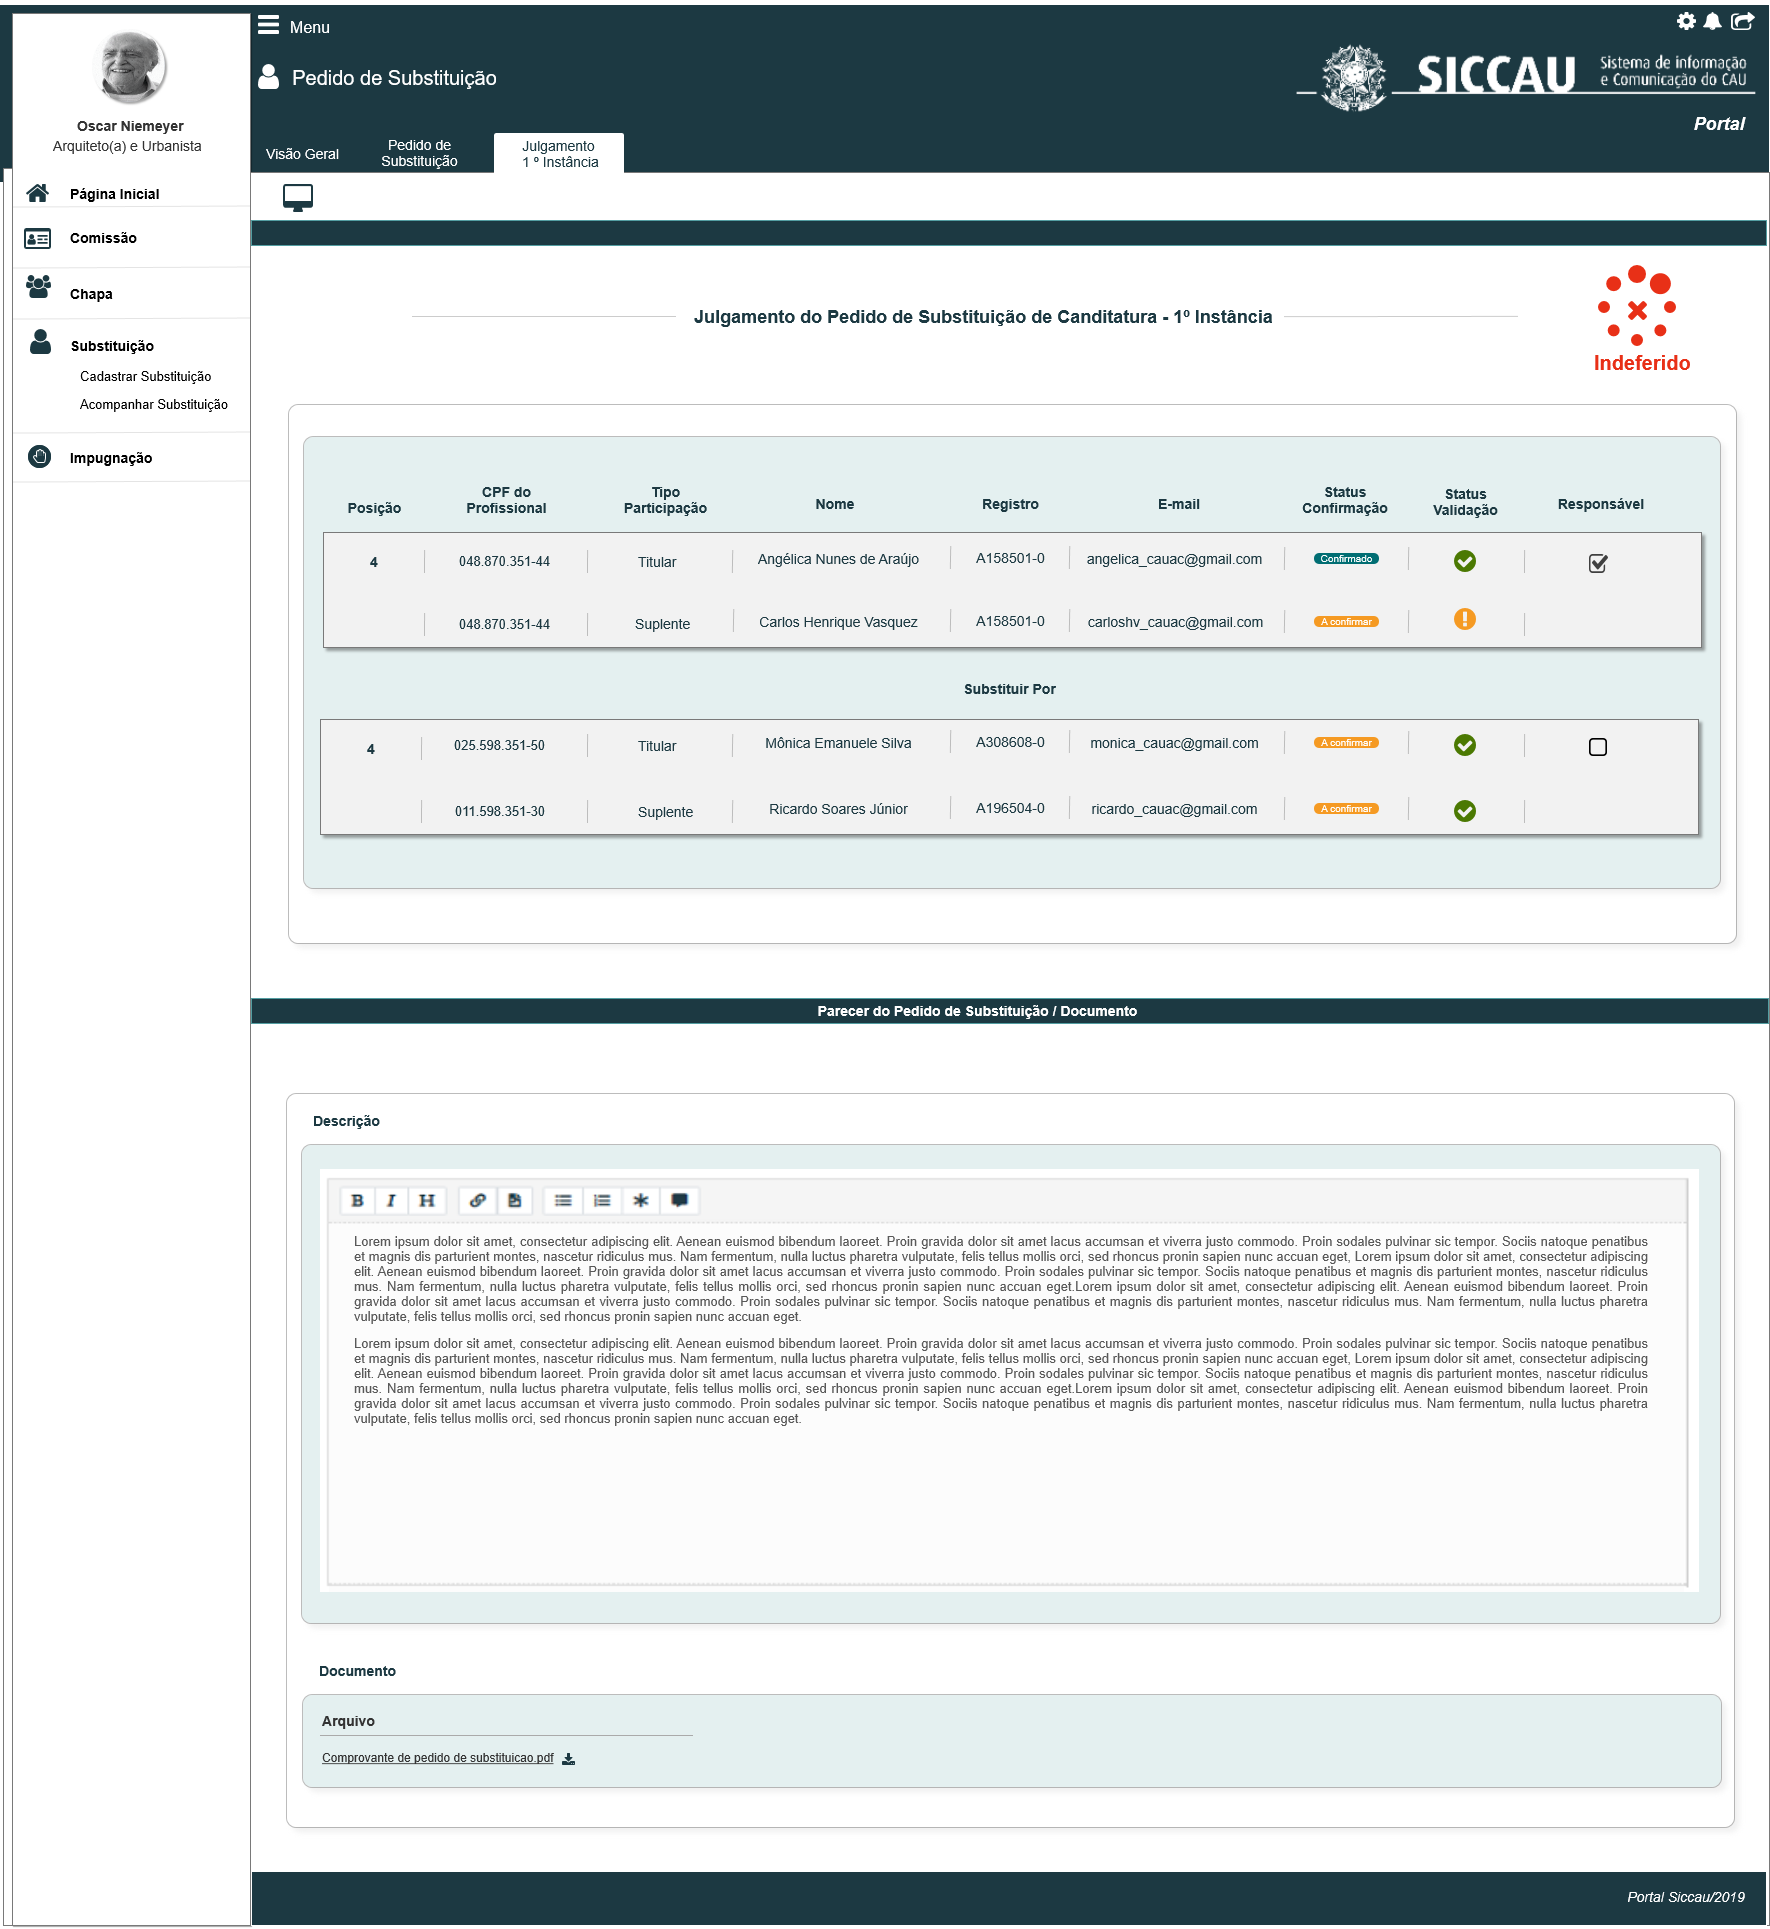 Oscar Niemeyer
Arquiteto(a) e Urbanista
Página Inicial
Comissão
Chapa
Substituição
Cadastrar Substituição
Acompanhar Substituição
Impugnação
Menu
Pedido de Substituição
SICCAU
Sistema de informação
e Comunicação do CAU
Portal
Visão Geral
Pedido de
Substituição
Julgamento
1 º Instância
Julgamento do Pedido de Substituição de Canditatura - 1º Instância
Indeferido
Posição
CPF do
Profissional
Tipo
Participação
Nome
Registro
E-mail
Status
Confirmação
Status
Validação
Responsável
4 048.870.351-44 Titular Angélica Nunes de Araújo A158501-0 angelica_cauac@gmail.com Confirmado
048.870.351-44 Suplente Carlos Henrique Vasquez A158501-0 carloshv_cauac@gmail.com A confirmar
Substituir Por
4 025.598.351-50 Titular Mônica Emanuele Silva A308608-0 monica_cauac@gmail.com A confirmar
011.598.351-30 Suplente Ricardo Soares Júnior A196504-0 ricardo_cauac@gmail.com A confirmar
Parecer do Pedido de Substituição / Documento
Descrição
B I H
Lorem ipsum dolor sit amet, consectetur adipiscing elit. Aenean euismod bibendum laoreet. Proin gravida dolor sit amet lacus accumsan et viverra justo commodo. Proin sodales pulvinar sic tempor. Sociis natoque penatibus
et magnis dis parturient montes, nascetur ridiculus mus. Nam fermentum, nulla luctus pharetra vulputate, felis tellus mollis orci, sed rhoncus pronin sapien nunc accuan eget, Lorem ipsum dolor sit amet, consectetur adipiscing
elit. Aenean euismod bibendum laoreet. Proin gravida dolor sit amet lacus accumsan et viverra justo commodo. Proin sodales pulvinar sic tempor. Sociis natoque penatibus et magnis dis parturient montes, nascetur ridiculus
mus. Nam fermentum, nulla luctus pharetra vulputate, felis tellus mollis orci, sed rhoncus pronin sapien nunc accuan eget.Lorem ipsum dolor sit amet, consectetur adipiscing elit. Aenean euismod bibendum laoreet. Proin
gravida dolor sit amet lacus accumsan et viverra justo commodo. Proin sodales pulvinar sic tempor. Sociis natoque penatibus et magnis dis parturient montes, nascetur ridiculus mus. Nam fermentum, nulla luctus pharetra
vulputate, felis tellus mollis orci, sed rhoncus pronin sapien nunc accuan eget.
Lorem ipsum dolor sit amet, consectetur adipiscing elit. Aenean euismod bibendum laoreet. Proin gravida dolor sit amet lacus accumsan et viverra justo commodo. Proin sodales pulvinar sic tempor. Sociis natoque penatibus
et magnis dis parturient montes, nascetur ridiculus mus. Nam fermentum, nulla luctus pharetra vulputate, felis tellus mollis orci, sed rhoncus pronin sapien nunc accuan eget, Lorem ipsum dolor sit amet, consectetur adipiscing
elit. Aenean euismod bibendum laoreet. Proin gravida dolor sit amet lacus accumsan et viverra justo commodo. Proin sodales pulvinar sic tempor. Sociis natoque penatibus et magnis dis parturient montes, nascetur ridiculus
mus. Nam fermentum, nulla luctus pharetra vulputate, felis tellus mollis orci, sed rhoncus pronin sapien nunc accuan eget.Lorem ipsum dolor sit amet, consectetur adipiscing elit. Aenean euismod bibendum laoreet. Proin
gravida dolor sit amet lacus accumsan et viverra justo commodo. Proin sodales pulvinar sic tempor. Sociis natoque penatibus et magnis dis parturient montes, nascetur ridiculus mus. Nam fermentum, nulla luctus pharetra
vulputate, felis tellus mollis orci, sed rhoncus pronin sapien nunc accuan eget.
Documento
Arquivo
Comprovante de pedido de substituicao.pdf
Portal Siccau/2019